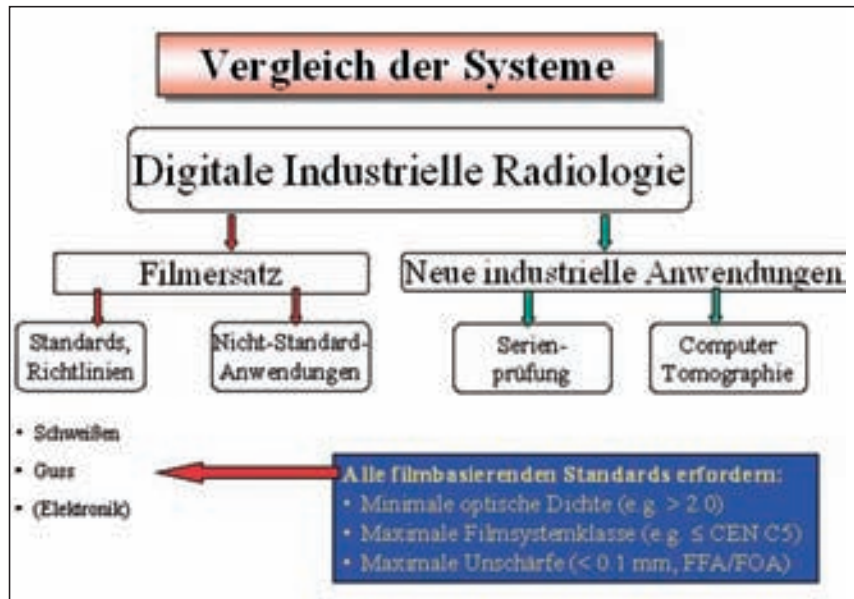 Vergleich der Systeme
Digitale Industrielle Radiologie
Filmersatz
Neue industrielle Anwendungen
Standards,
Richtlinien
Nicht-Standard-
Anwendungen
Serien-
prüfung
Computer
Tomographie
• Schweißen
• Guss
• (Elektronik)
Alle filmbasierenden Standards erfordern:
• Minimale optische Dichte (e.g. > 2.0)
• Maximale Filmsystemklasse (e.g. ≤ CEN C5)
• Maximale Unschärfe (< 0.1 mm, FFA/FOA)